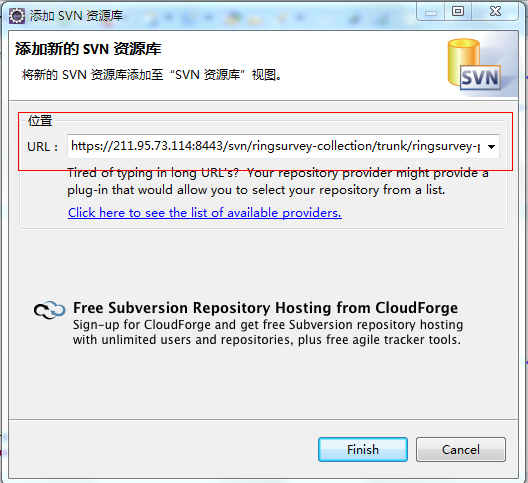 添加 SVN 资源库
添加新的 SVN 资源库
将新的 SVN 资源库添加至“SVN 资源库”视图。
SVN
位置
URL：
https://211.95.73.114:8443/svn/ringsurvey-collection/trunk/ringsurvey-p
Tired of typing in long URL's? Your repository provider might provide a
plug-in that would allow you to select your repository from a list.
Click here to see the list of available providers.
Free Subversion Repository Hosting from CloudForge
Sign-up for CloudForge and get free Subversion repository hosting
with unlimited users and repositories, plus free agile tracker tools.
Finish
Cancel